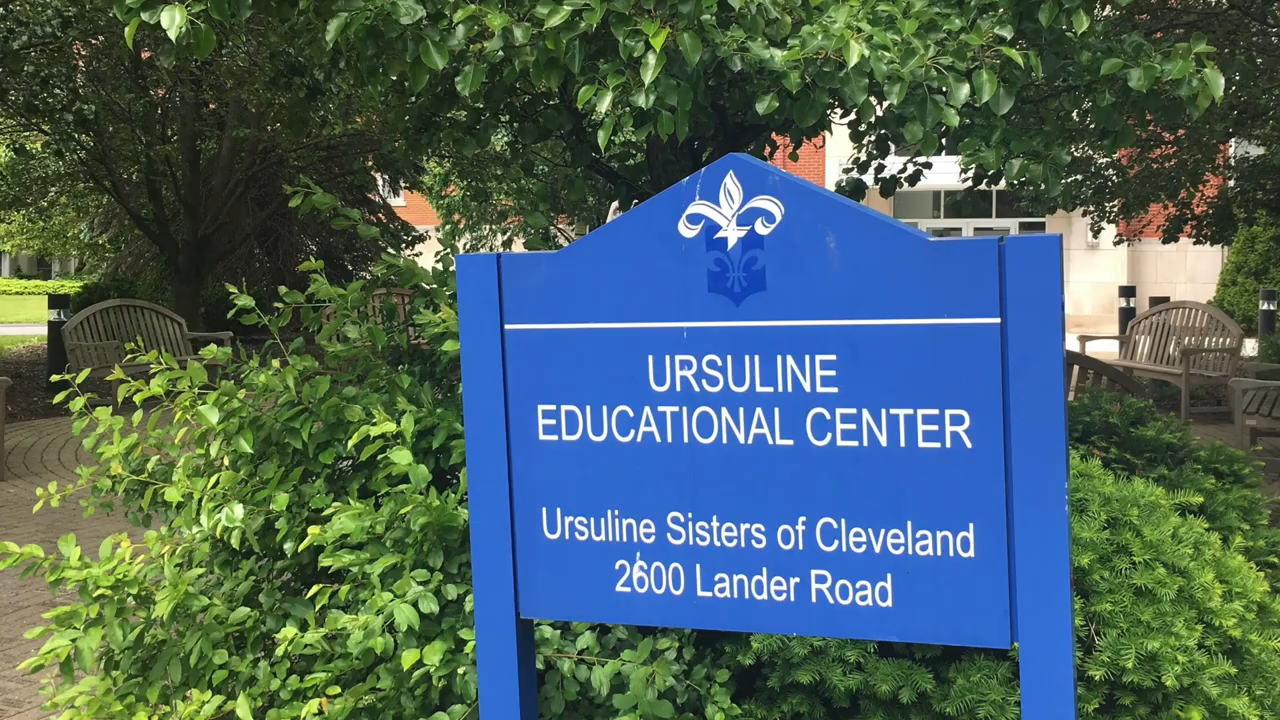 URSULINE
EDUCATIONAL CENTER
Ursuline Sisters of Cleveland
2600 Lander Road